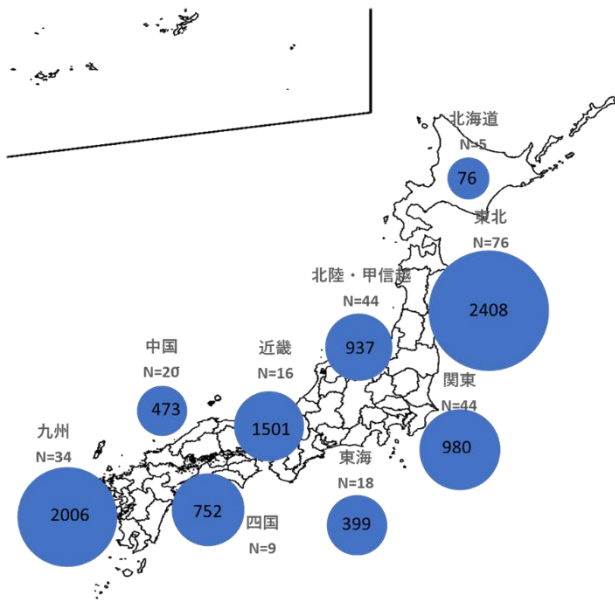 北海道
N=5
76
東北
N=76
2408
北陸・甲信越
N=44
937
中国
N=20
473
近畿
N=16
1501
関東
N=44
980
九州
N=34
2006
東海
N=18
399
752
四国
N=9